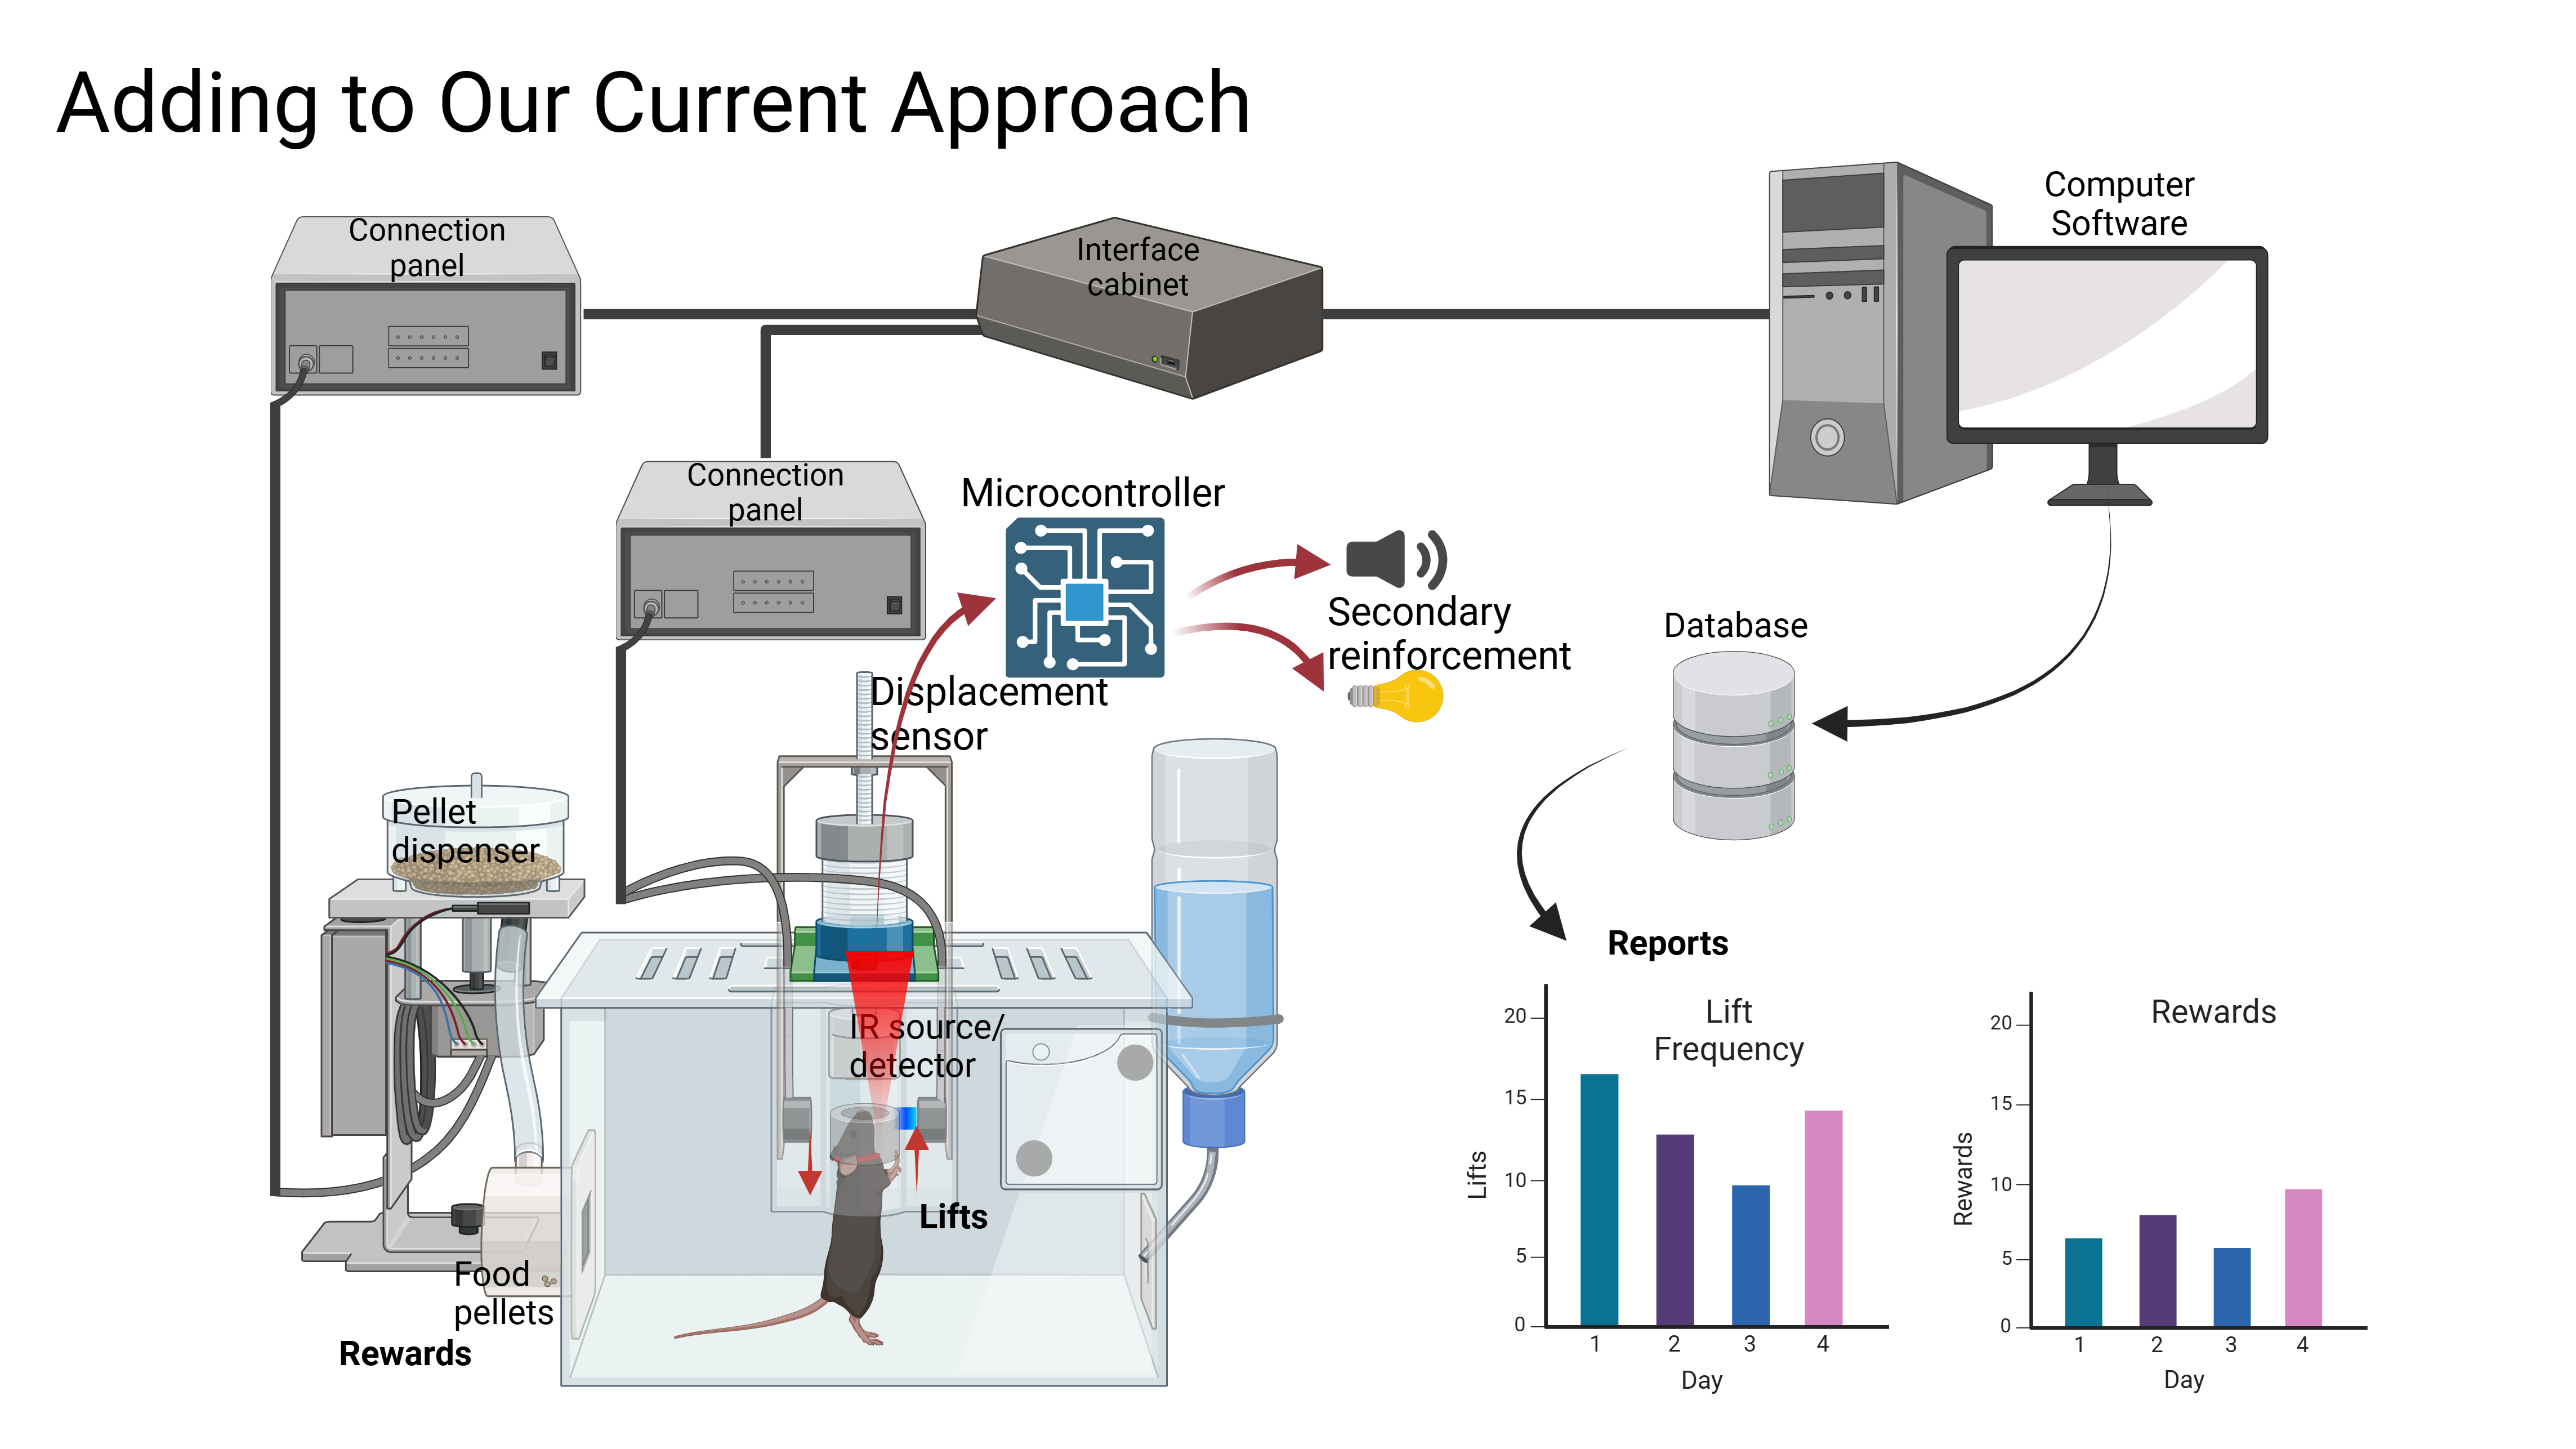 Adding to Our Current Approach
Connection
panel
Interface
cabinet
Computer
Software
Connection
panel
Microcontroller
Secondary
reinforcement
Displacement
sensor
Database
Pellet
dispenser
IR source/
detector
Lifts
Food
pellets
Rewards
Reports
Lift
Frequency
20
15
10
5
0
Lifts
1 2 3 4
Day
Rewards
20
15
10
5
0
Rewards
1 2 3 4
Day